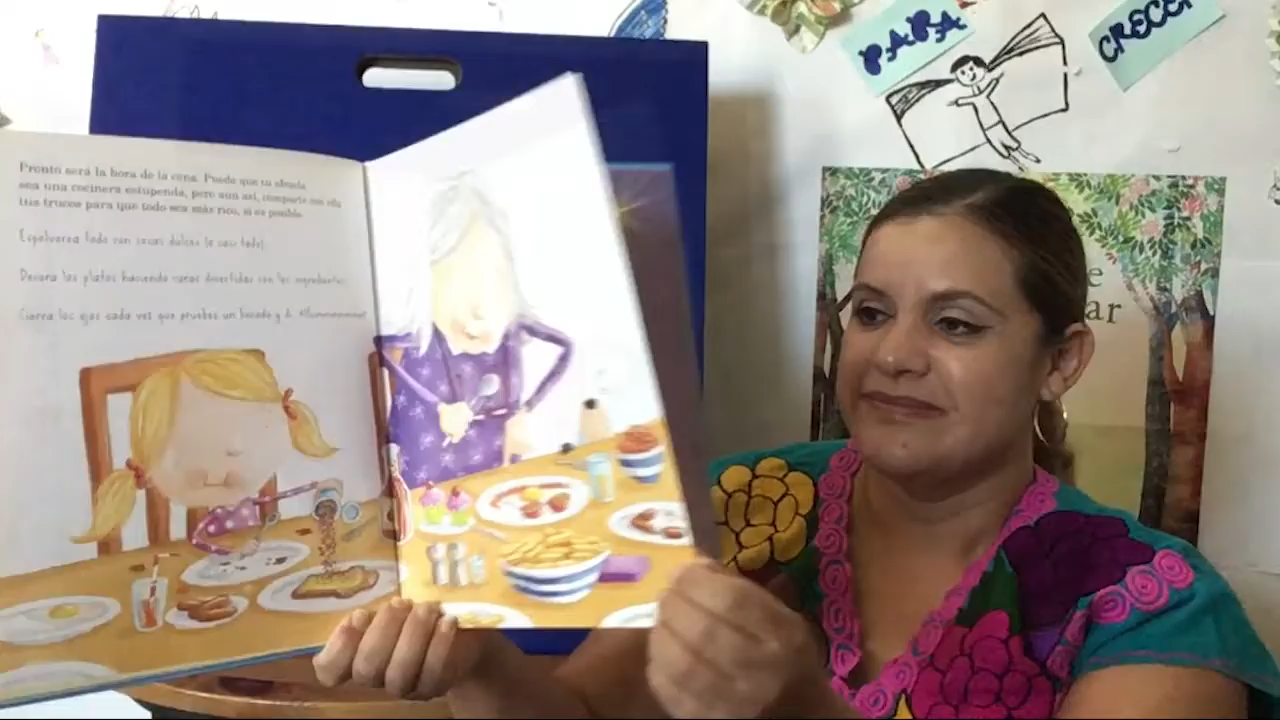 Pronto será la hora de la cena. Puede que tu abuela
sea una cocinera estupenda, pero aun así, comparte con ella
tus trucos para que todo sea más rico, si es posible.
Espolvorea todo con cosas dulces (¡o casi todo!).
Decora los platos haciendo caras divertidas con los ingredientes.
Cierra los ojos cada vez que pruebes un bocado y di
PARA
CRECER
e
ar